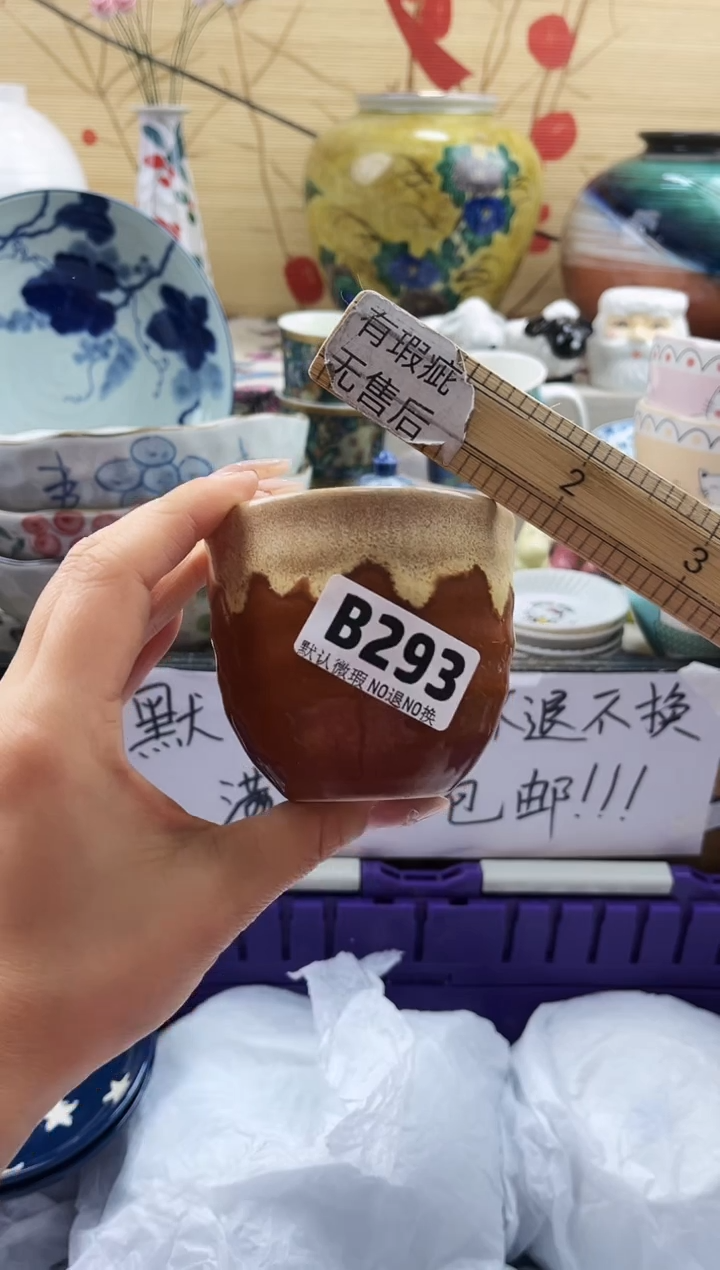 有瑕疵
无售后
2
3
B293
默认微瑕 NO退NO换
默 不退不换
满 包邮!!!